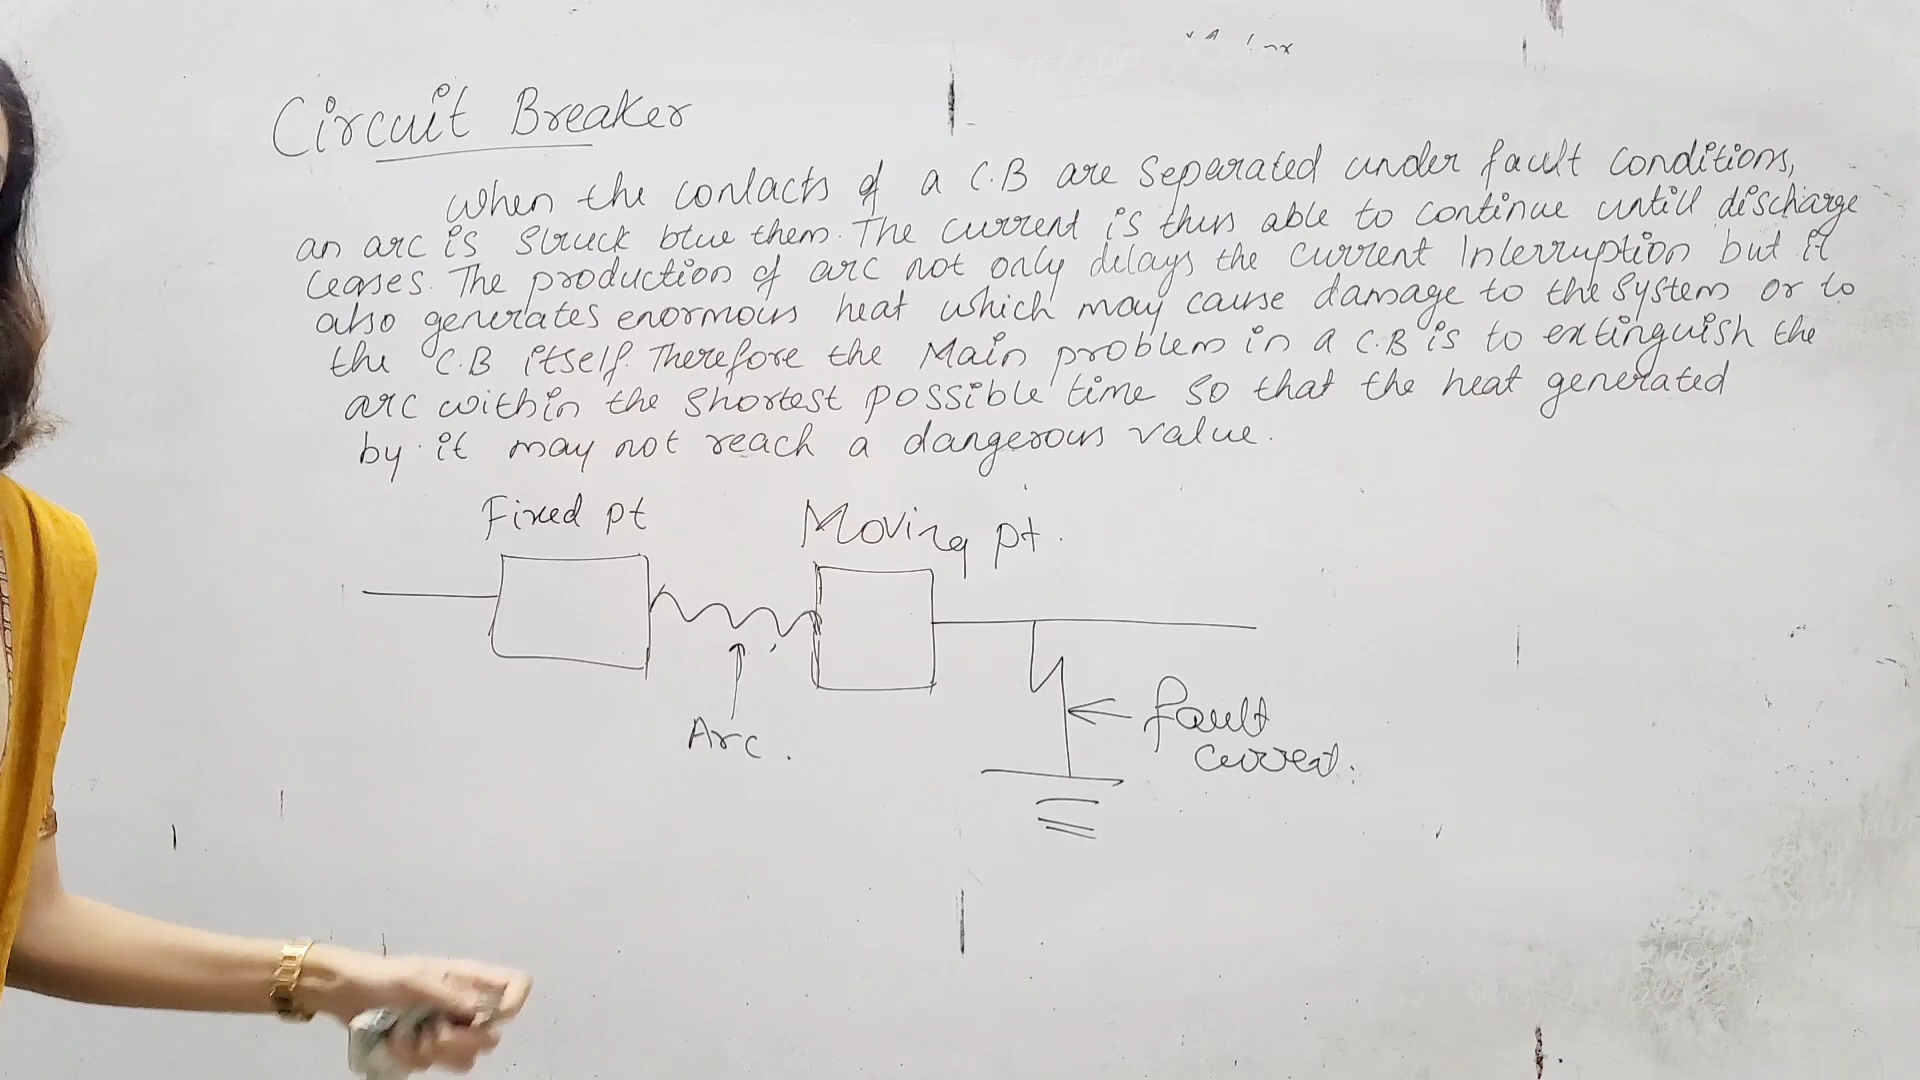 Circuit Breaker
When the contacts of a C.B are separated under fault conditions,
an arc is struck btw them. The current is thus able to continue untill discharge
ceases. The production of arc not only delays the current Interruption but it
also generates enormous heat which may cause damage to the system or to
the C.B itself. Therefore the Main problem in a C.B is to extinguish the
arc within the shortest possible time so that the heat generated
by it may not reach a dangerous value.
Fixed pt
Moving pt.
Arc.
fault
current.